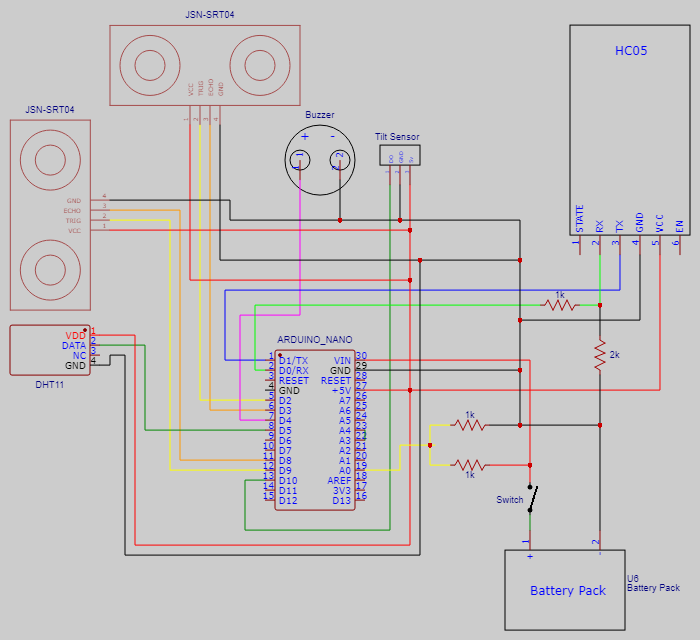 JSN-SRT04
VCC
TRIG
ECHO
GND
1
2
3
4
JSN-SRT04
GND 4
ECHO 3
TRIG 2
VCC 1
Buzzer
+ -
1 2
Tilt Sensor
DO
GND
5v
1
2
3
HC05
STATE
RX
TX
GND
VCC
EN
1
2
3
4
5
6
1k
2k
VDD 1
DATA 2
NC 3
GND 4
DHT11
ARDUINO_NANO
1 D1/TX VIN 30
2 D0/RX GND 29
3 RESET RESET 28
4 GND +5V 27
5 D2 A7 26
6 D3 A6 25
7 D4 A5 24
8 D5 A4 23
9 D6 A3 22
10 D7 A2 21
11 D8 A1 20
12 D9 A0 19
13 D10 AREF 18
14 D11 3V3 17
15 D12 D13 16
1k
1k
Switch
1 2
+ -
Battery Pack
U6
Battery Pack